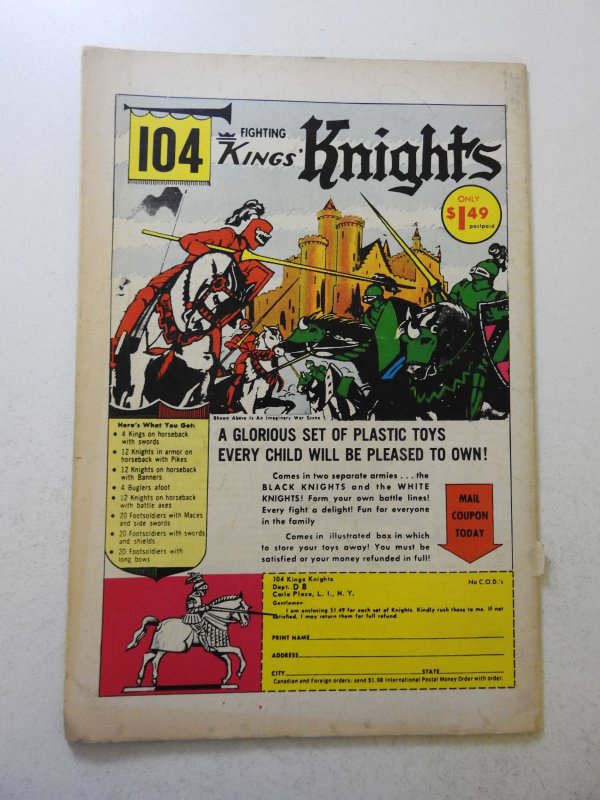 104
FIGHTING
KINGS' Knights
ONLY
$1.49
postpaid
Shown Above Is An Imaginary War Scene
Here's What You Get:
• 4 Kings on horseback
with swords
• 12 Knights in armor on
horseback with Pikes
• 12 Knights on horseback
with Banners
• 4 Buglers afoot
• 12 Knights on horseback
with battle axes
• 20 Footsoldiers with Maces
and side swords
• 20 Footsoldiers with swords
and shields
• 20 Footsoldiers with
long bows
A GLORIOUS SET OF PLASTIC TOYS
EVERY CHILD WILL BE PLEASED TO OWN!
Comes in two separate armies . . . the
BLACK KNIGHTS and the WHITE
KNIGHTS! Form your own battle lines!
Every fight a delight! Fun for everyone
in the family
Comes in illustrated box in which
to store your toys away! You must be
satisfied or your money refunded in full!
MAIL
COUPON
TODAY
104 Kings Knights
No C.O.D.'s
Dept. D 8
Carle Place, L. I., N. Y.
Gentlemen:
I am enclosing $1.49 for each set of Knights. Kindly rush these to me. If not
satisfied, I may return them for full refund.
PRINT NAME
ADDRESS
CITY STATE
Canadian and Foreign orders: send $1.98 International Postal Money Order with order.